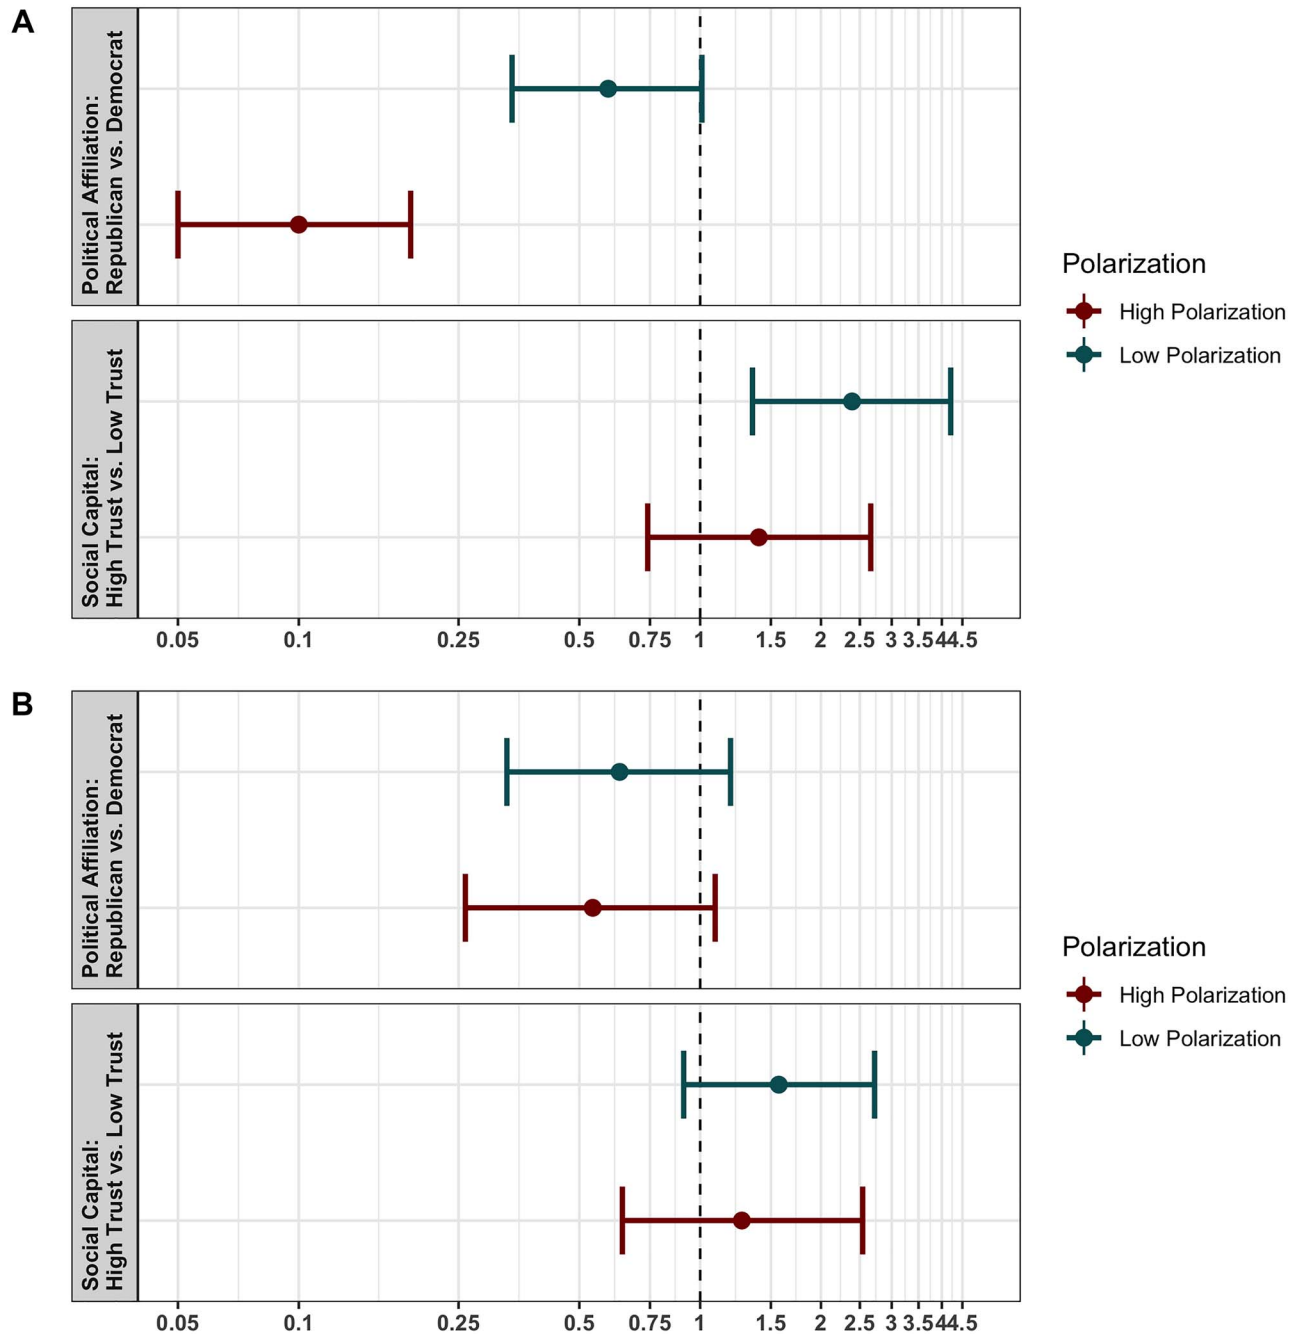 A
Political Affiliation:
Republican vs. Democrat
Social Capital:
High Trust vs. Low Trust
0.05 0.1 0.25 0.5 0.75 1 1.5 2 2.5 3 3.5 4 4.5
Polarization
High Polarization
Low Polarization
B
Political Affiliation:
Republican vs. Democrat
Social Capital:
High Trust vs. Low Trust
0.05 0.1 0.25 0.5 0.75 1 1.5 2 2.5 3 3.5 4 4.5
Polarization
High Polarization
Low Polarization